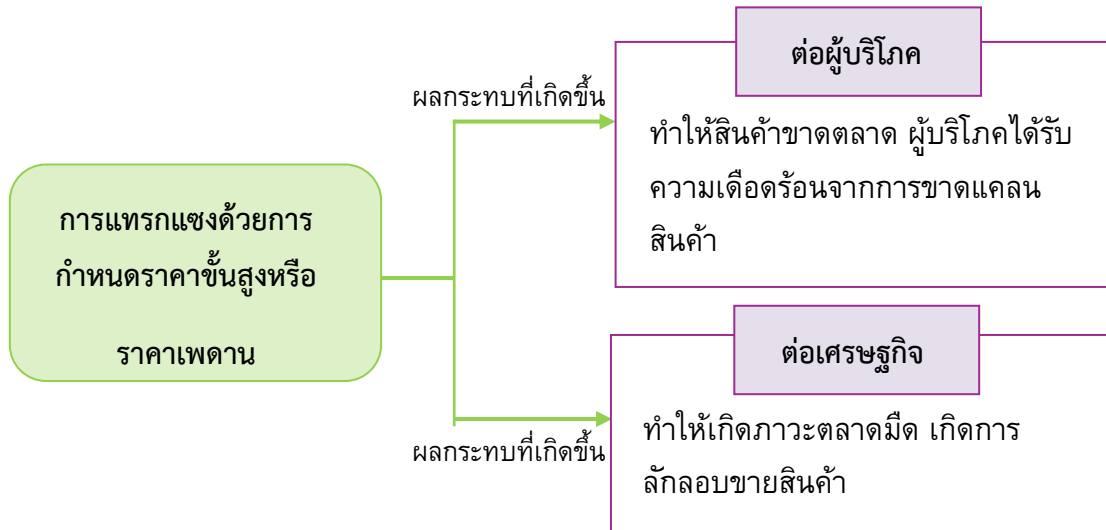 การแทรกแซงด้วยการ
กำหนดราคาขั้นสูงหรือ
ราคาเพดาน
ผลกระทบที่เกิดขึ้น
ต่อผู้บริโภค
ทำให้สินค้าขาดตลาด ผู้บริโภคได้รับ
ความเดือดร้อนจากการขาดแคลน
สินค้า
ผลกระทบที่เกิดขึ้น
ต่อเศรษฐกิจ
ทำให้เกิดภาวะตลาดมืด เกิดการ
ลักลอบขายสินค้า